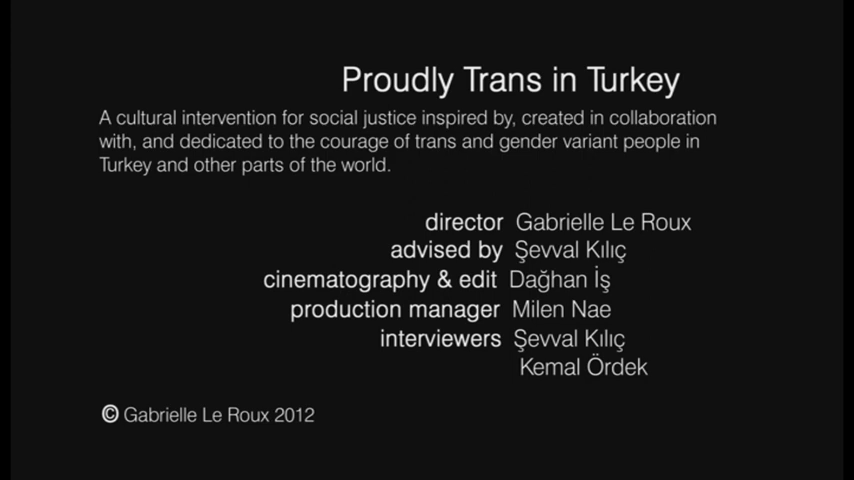 Proudly Trans in Turkey
A cultural intervention for social justice inspired by, created in collaboration
with, and dedicated to the courage of trans and gender variant people in
Turkey and other parts of the world.
director Gabrielle Le Roux
advised by Şevval Kılıç
cinematography & edit Dağhan İş
production manager Milen Nae
interviewers Şevval Kılıç
Kemal Ördek
© Gabrielle Le Roux 2012